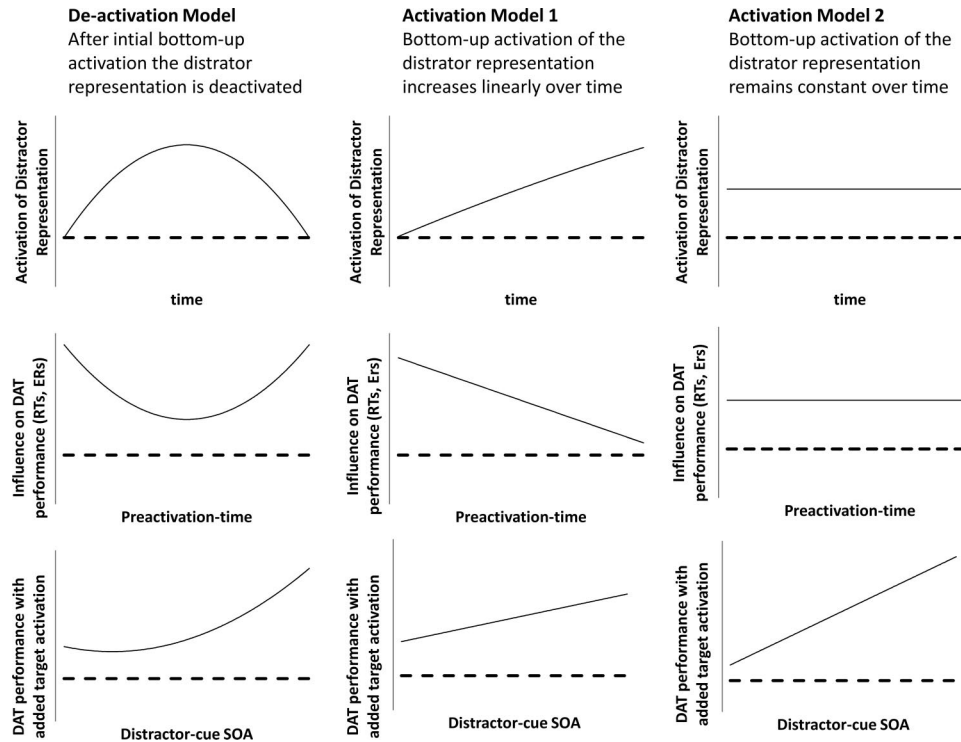 De-activation Model
After intial bottom-up
activation the distrator
representation is deactivated
Activation Model 1
Bottom-up activation of the
distrator representation
increases linearly over time
Activation Model 2
Bottom-up activation of the
distrator representation
remains constant over time
Activation of Distractor
Representation
time
Activation of Distractor
Representation
time
Activation of Distractor
Representation
time
Influence on DAT
performance (RTs, ERs)
Preactivation-time
Influence on DAT
performance (RTs, Ers)
Preactivation-time
Influence on DAT
performance (RTs, ERs)
Preactivation-time
DAT performance with
added target activation
Distractor-cue SOA
DAT performance with
added target activation
Distractor-cue SOA
DAT performance with
added target activation
Distractor-cue SOA